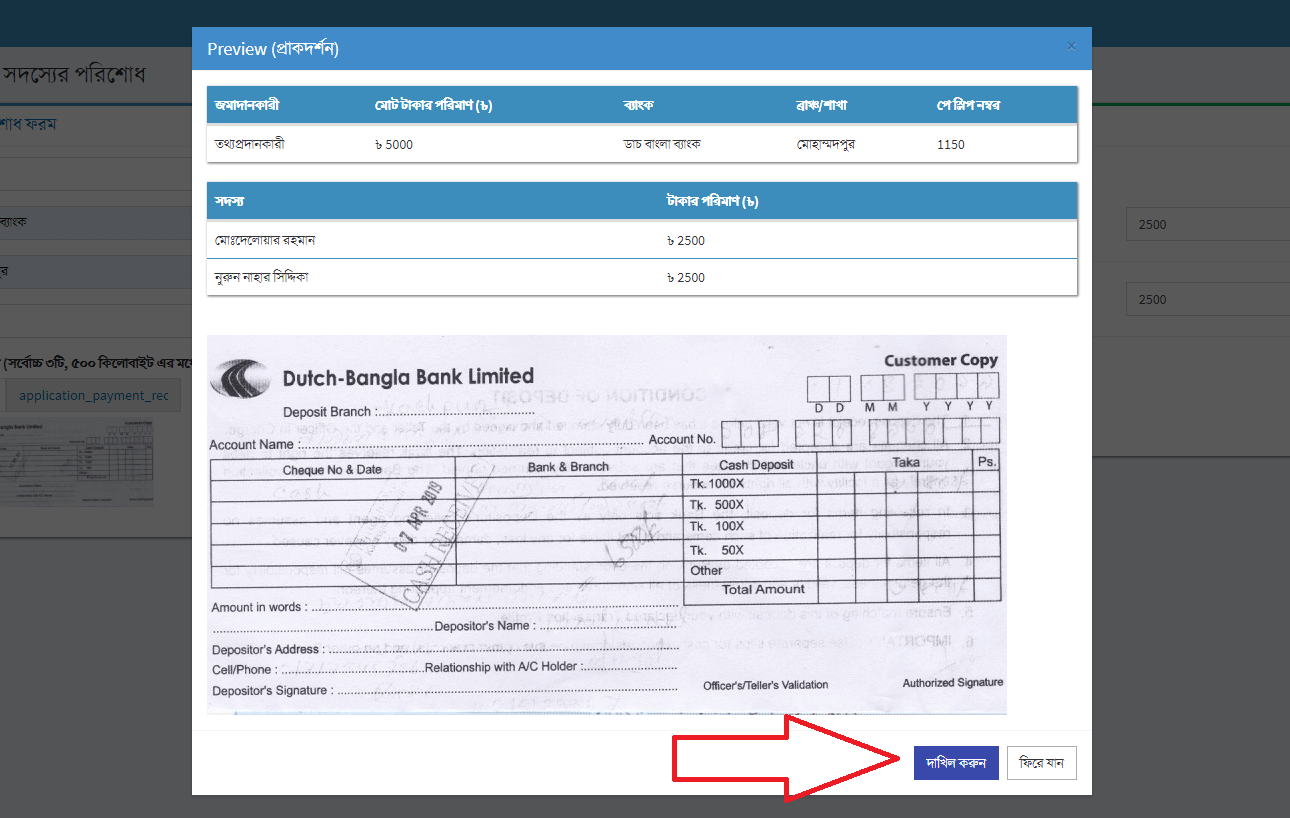 Preview (প্রাকদর্শন)
×
সদস্যের পরিশোধ
শোধ ফরম
জমাদানকারী মোট টাকার পরিমাণ (৳) ব্যাংক ব্রাঞ্চ/শাখা পে স্লিপ নম্বর
তথ্যপ্রদানকারী ৳ 5000 ডাচ বাংলা ব্যাংক মোহাম্মদপুর 1150
সদস্য টাকার পরিমাণ (৳)
মোঃদেলোয়ার রহমান ৳ 2500
নুরুন নাহার সিদ্দিকা ৳ 2500
ব্যাংক
2500
2500
(সর্বোচ্চ ৩টি, ৫০০ কিলোবাইট এর মধ্যে
application_payment_rec
Customer Copy
Dutch-Bangla Bank Limited
D D M M Y Y Y Y
Deposit Branch :
Account Name : Account No.
Cheque No & Date Bank & Branch Cash Deposit Taka Ps.
Tk. 1000X
Tk. 500X
Tk. 100X
Tk. 50X
Other
Total Amount
07 APR 2019
CASH RECEIVE
Amount in words :
Depositor's Name :
Depositor's Address :
Cell/Phone : Relationship with A/C Holder :
Depositor's Signature : Officer's/Teller's Validation Authorized Signature
দাখিল করুন ফিরে যান